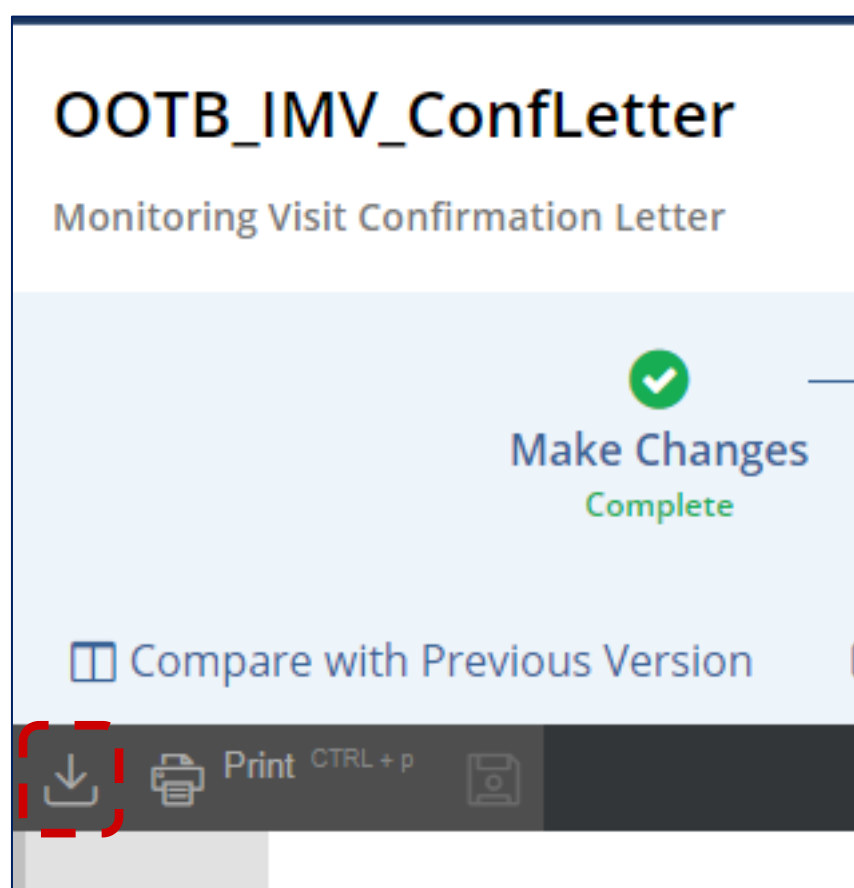 OOTB_IMV_ConfLetter
Monitoring Visit Confirmation Letter
Make Changes
Complete
Compare with Previous Version
Print CTRL + p